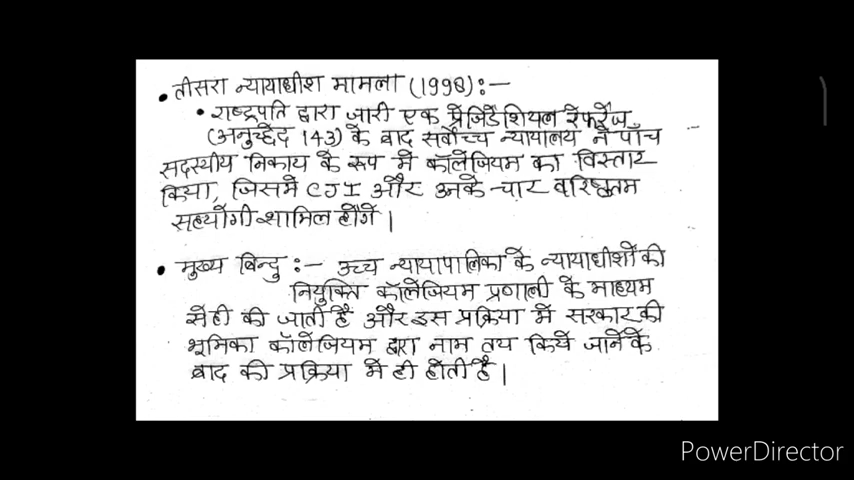 • तीसरा न्यायाधीश मामला (1998):-
• राष्ट्रपति द्वारा जारी एक प्रेजिडेंशियल रेफरेंज
(अनुच्छेद 143) के बाद सर्वोच्च न्यायालय ने पाँच
सदस्यीय निकाय के रूप में कॉलेजियम का विस्तार
किया, जिसमें CJI और उनके चार वरिष्ठतम
सहयोगी शामिल होंगे।
• मुख्य बिन्दु :- उच्च न्यायापालिका के न्यायाधीशों की
नियुक्ति कॉलेजियम प्रणाली के माध्यम
से ही की जाती है और इस प्रक्रिया में सरकार की
भूमिका कॉलेजियम द्वारा नाम तय किये जाने के
बाद की प्रक्रिया में ही होती है।
PowerDirector